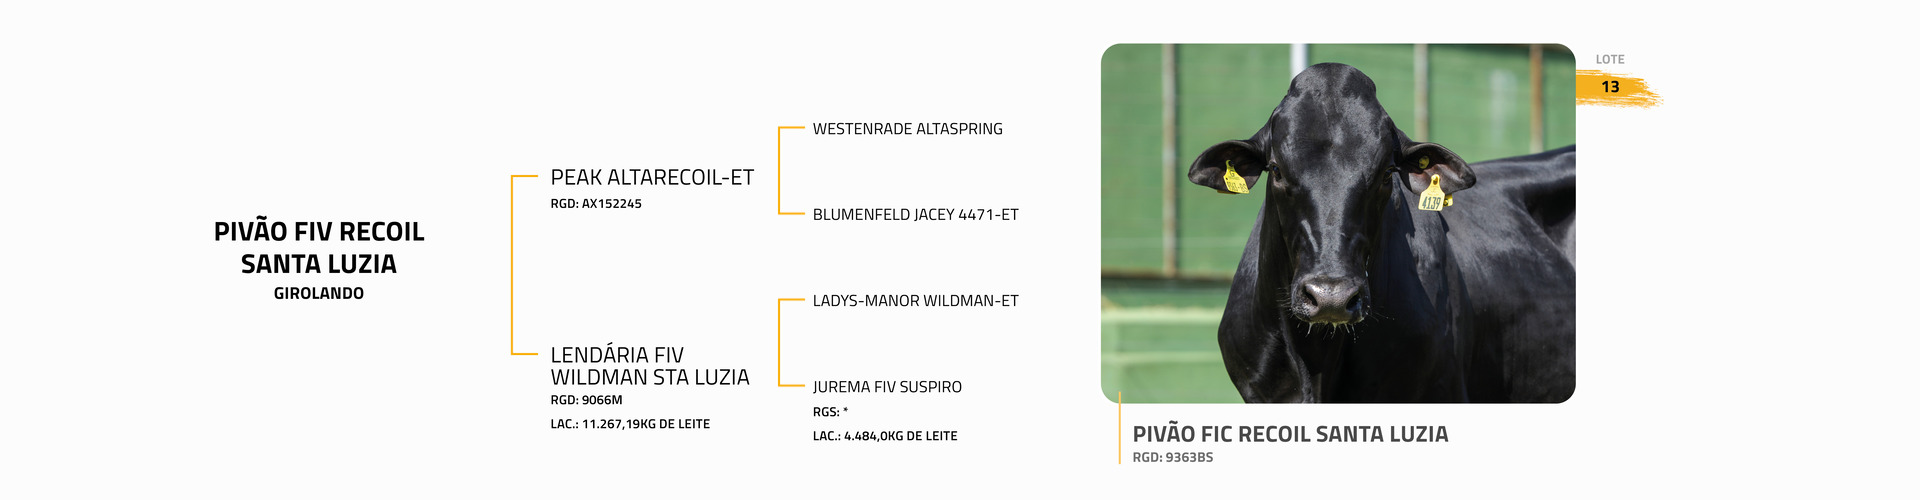 PIVÃO FIV RECOIL
SANTA LUZIA
GIROLANDO
PEAK ALTARECOIL-ET
RGD: AX152245
LENDÁRIA FIV
WILDMAN STA LUZIA
RGD: 9066M
LAC.: 11.267,19KG DE LEITE
WESTENRADE ALTASPRING
BLUMENFELD JACEY 4471-ET
LADYS-MANOR WILDMAN-ET
JUREMA FIV SUSPIRO
RGS: *
LAC.: 4.484,0KG DE LEITE
LOTE
13
4139
PIVÃO FIC RECOIL SANTA LUZIA
RGD: 9363BS